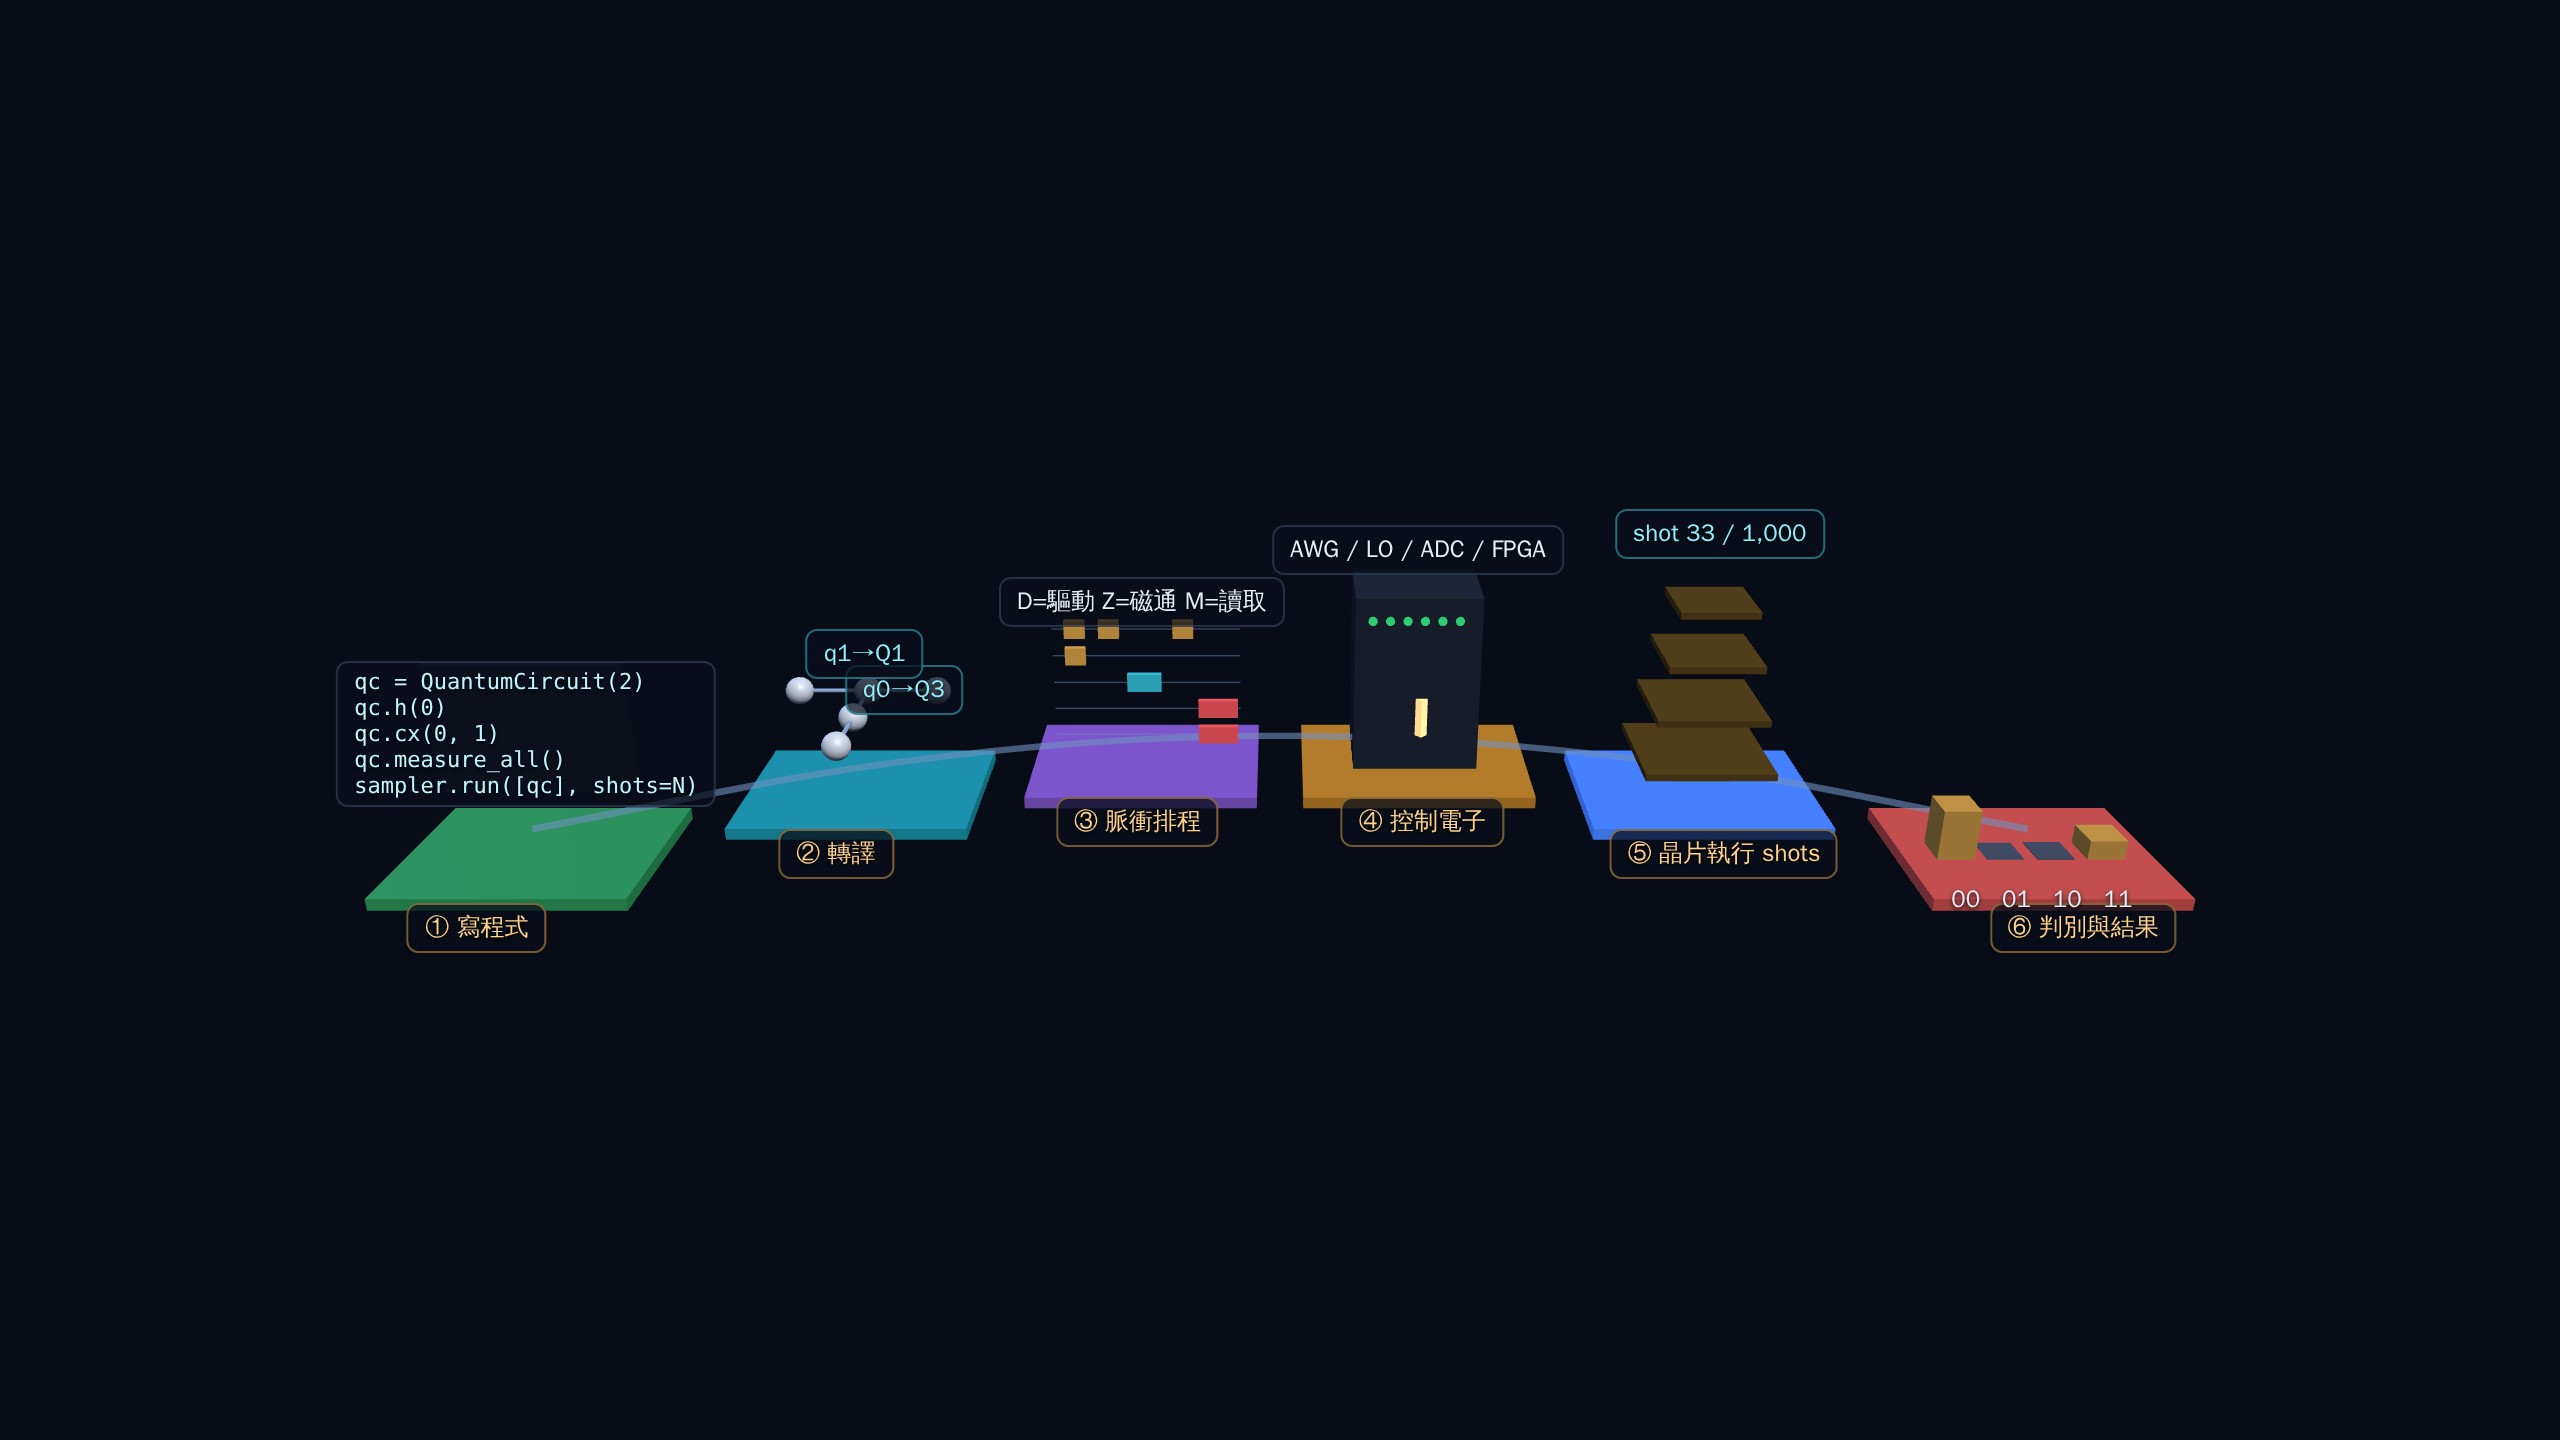 qc = QuantumCircuit(2)
qc.h(0)
qc.cx(0, 1)
qc.measure_all()
sampler.run([qc], shots=N)
① 寫程式
q1→Q1
q0→Q3
② 轉譯
D=驅動 Z=磁通 M=讀取
③ 脈衝排程
AWG / LO / ADC / FPGA
④ 控制電子
shot 33 / 1,000
⑤ 晶片執行 shots
00 01 10 11
⑥ 判別與結果